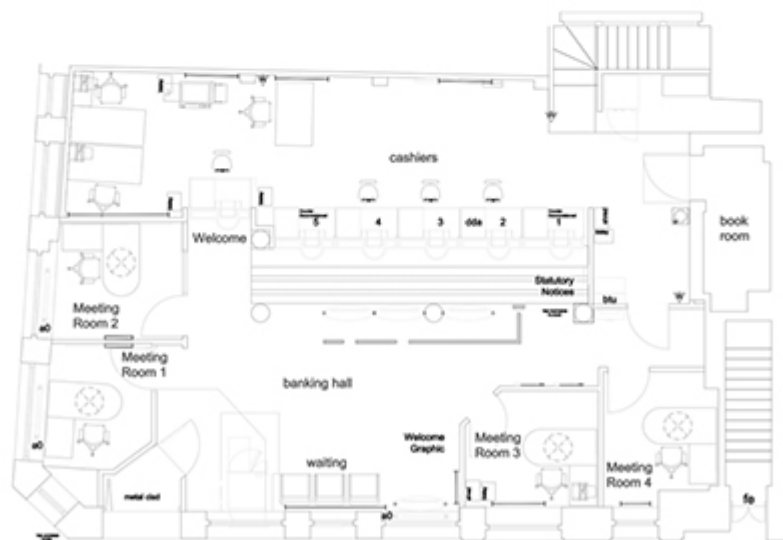 cashiers
5
4
3
dda
2
1
book
room
Welcome
Statutory
Notices
Meeting
Room 2
a0
btu
Meeting
Room 1
banking hall
Welcome
Graphic
Meeting
Room 3
waiting
Meeting
Room 4
a0
metal clad
a0
fe